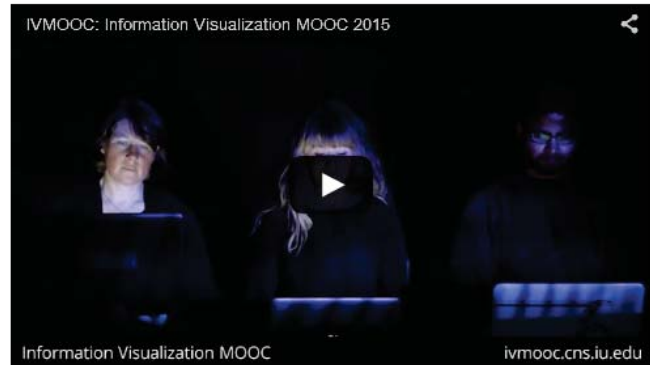 IVMOOC: Information Visualization MOOC 2015
Information Visualization MOOC
ivmooc.cns.iu.edu